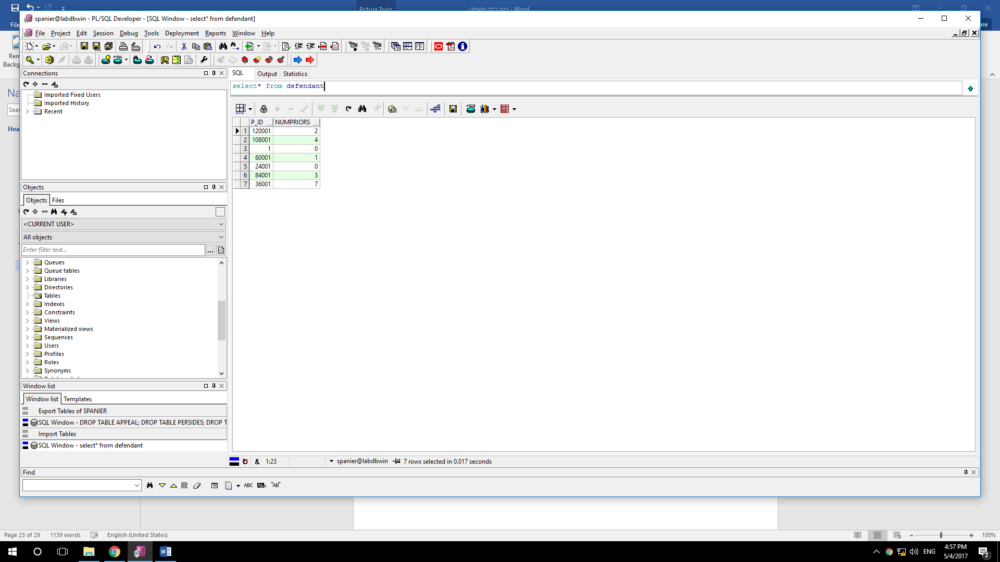 Picture Tools
דוח בית משפט - Word
File
spanier@labdbwin - PL/SQL Developer - [SQL Window - select* from defendant]
File Project Edit Session Debug Tools Deployment Reports Window Help
Connections
Imported Fixed Users
Imported History
Recent
Objects
Objects Files
<CURRENT USER>
All objects
Enter filter text...
Queues
Queue tables
Libraries
Directories
Tables
Indexes
Constraints
Views
Materialized views
Sequences
Users
Profiles
Roles
Synonyms
Window list
Window list Templates
Export Tables of SPANIER
SQL Window - DROP TABLE APPEAL; DROP TABLE PERSIDES; DROP T
Import Tables
SQL Window - select* from defendant
SQL Output Statistics
select* from defendant
P_ID NUMPRIORS
1 120001 2
2 108001 4
3 1 0
4 60001 1
5 24001 0
6 84001 3
7 36001 7
& 1:23 spanier@labdbwin 7 rows selected in 0.017 seconds
Find
ABC "AB"
Page 23 of 29 1139 words English (United States) 100%
ENG 4:57 PM
5/4/2017 2